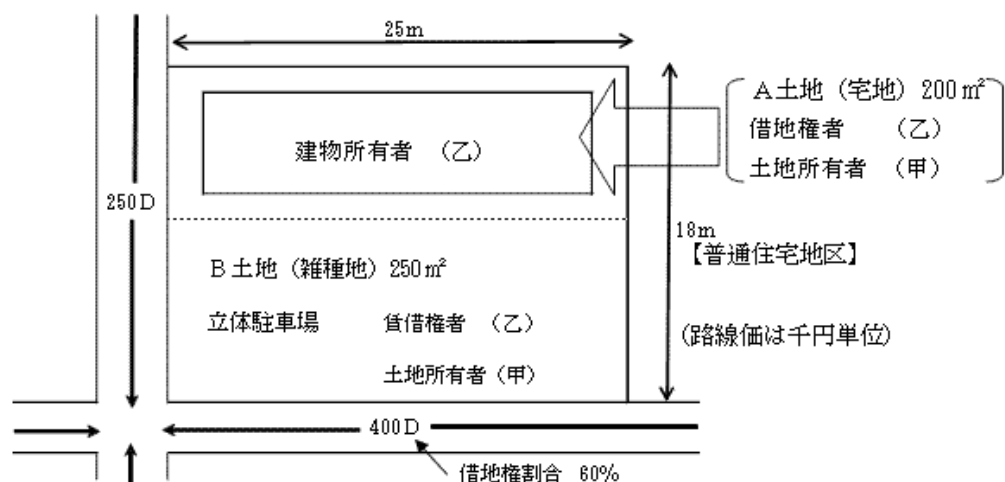 25m
A土地(宅地)200㎡
借地権者 (乙)
土地所有者 (甲)
建物所有者 (乙)
250D
18m
【普通住宅地区】
B土地(雑種地)250㎡
立体駐車場 賃借権者 (乙)
(路線価は千円単位)
土地所有者(甲)
400D
借地権割合 60%